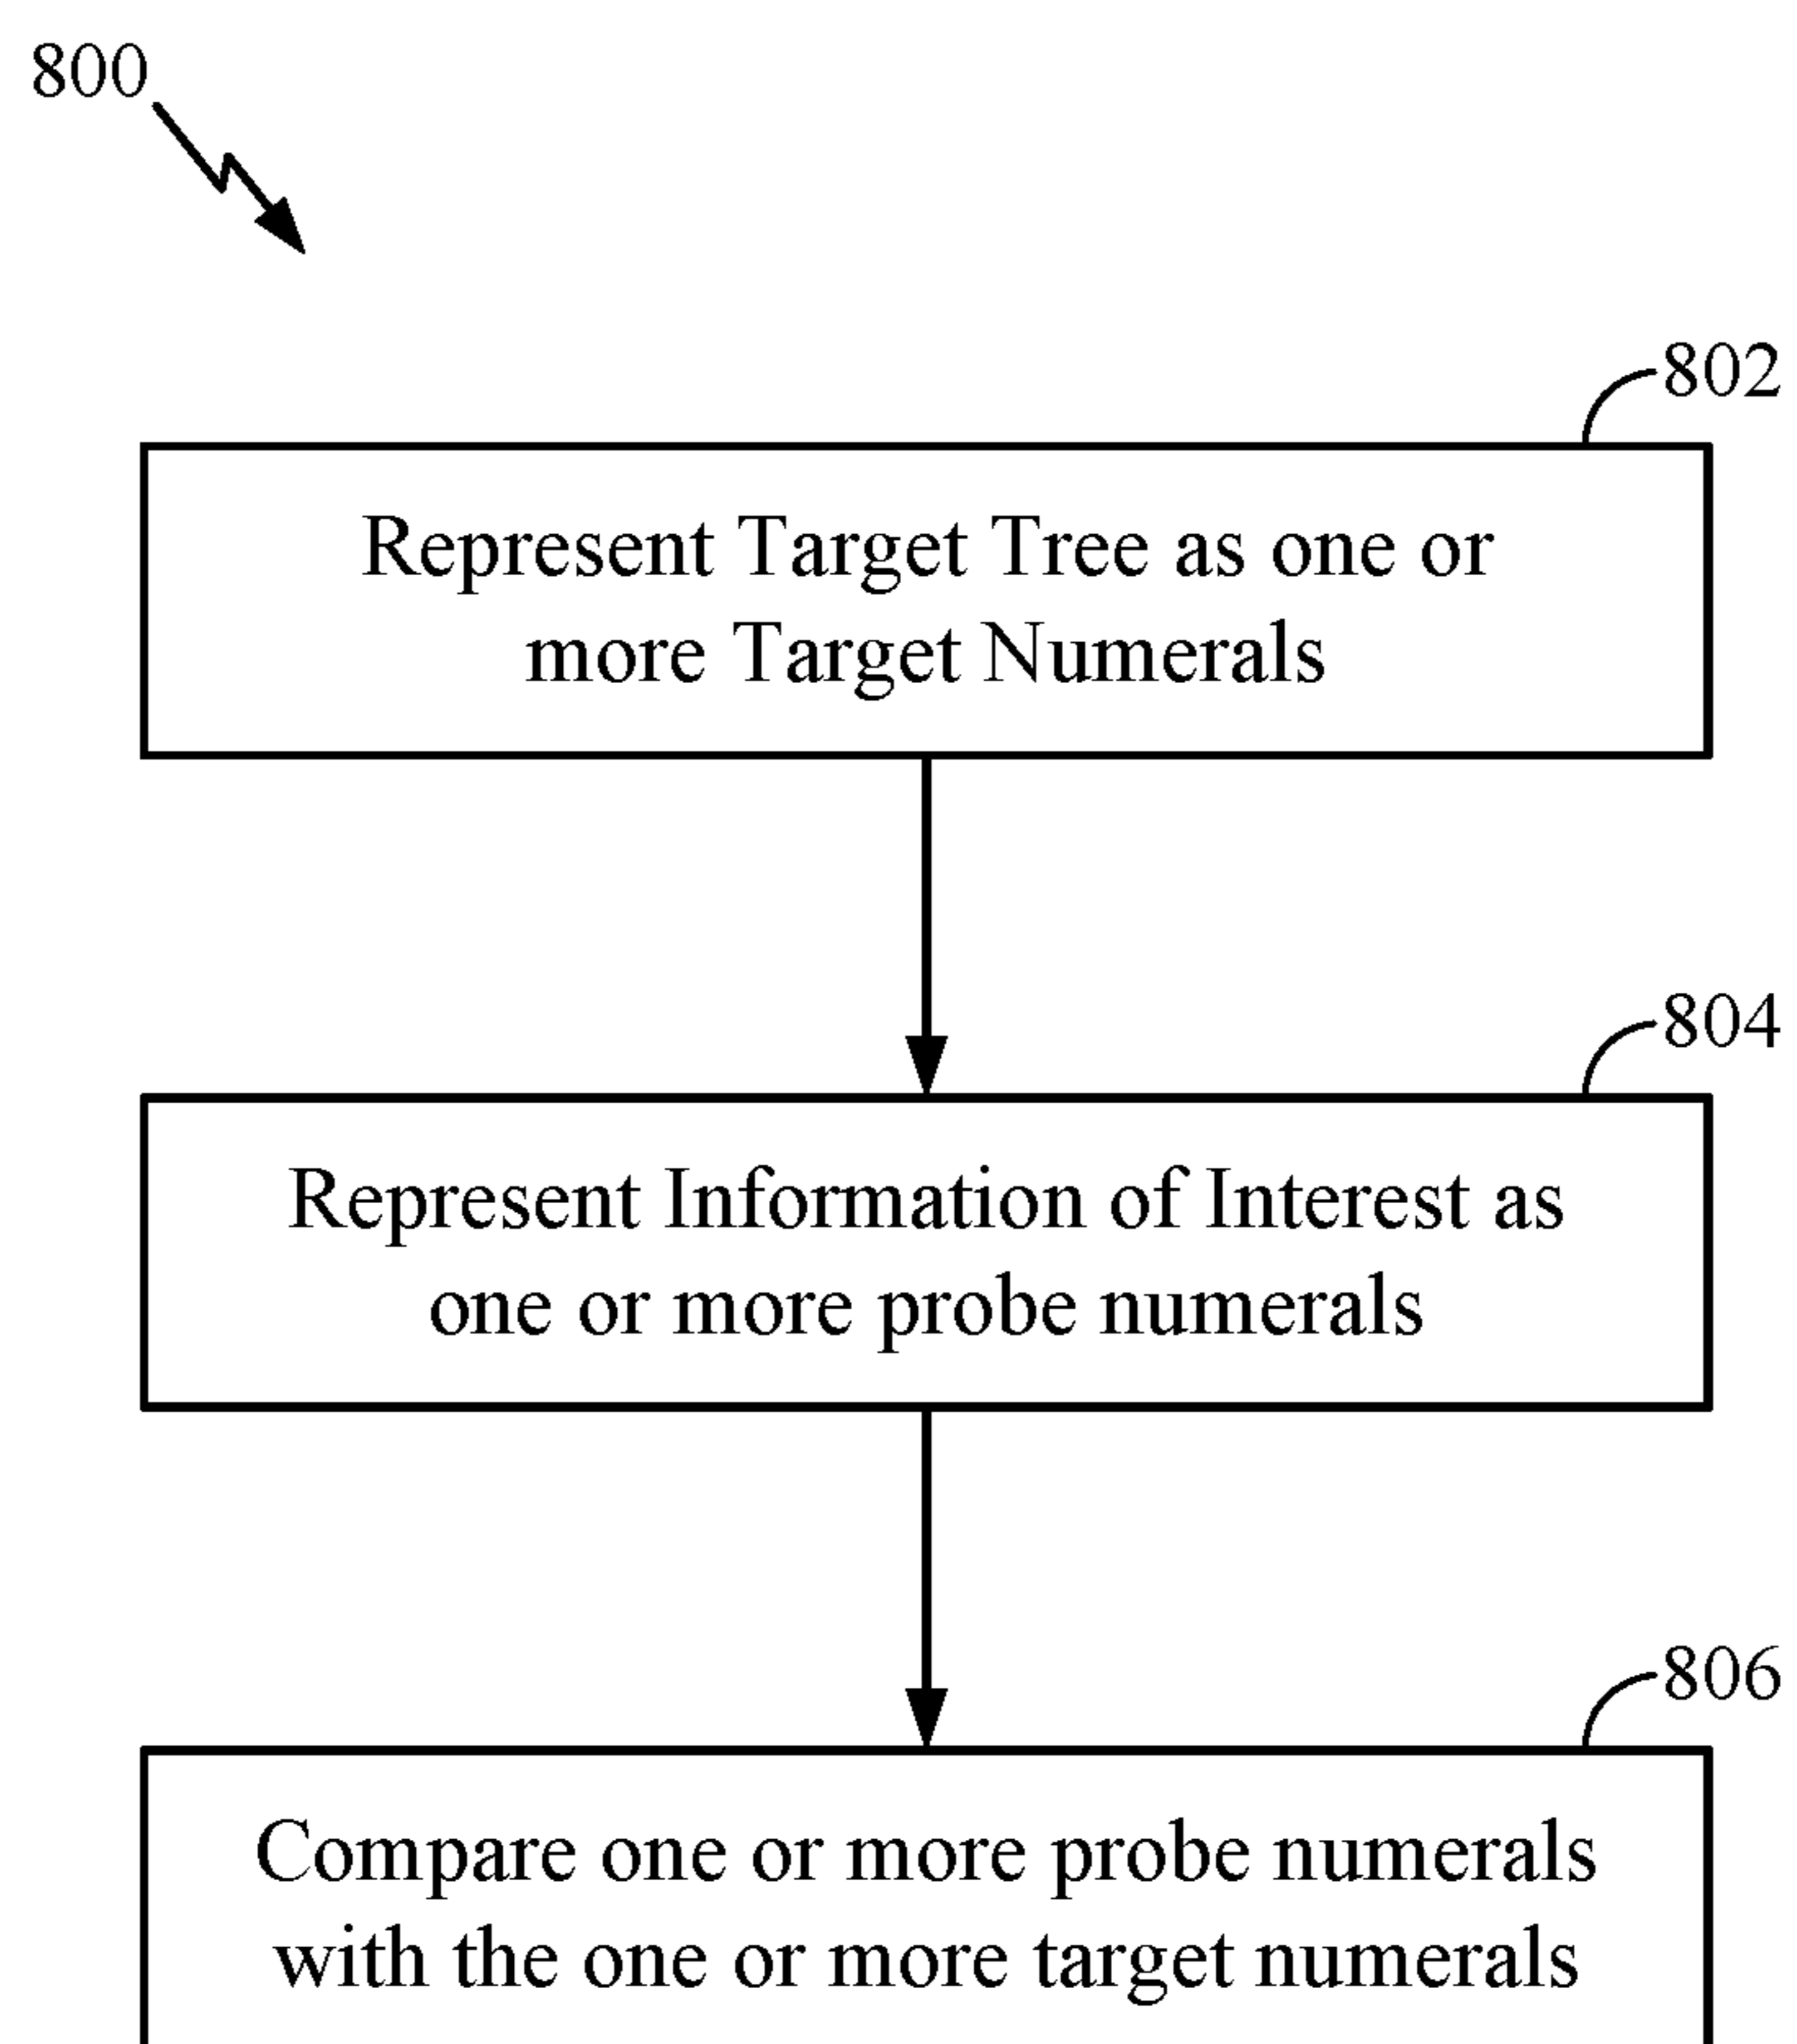 800
802
Represent Target Tree as one or
more Target Numerals
804
Represent Information of Interest as
one or more probe numerals
806
Compare one or more probe numerals
with the one or more target numerals